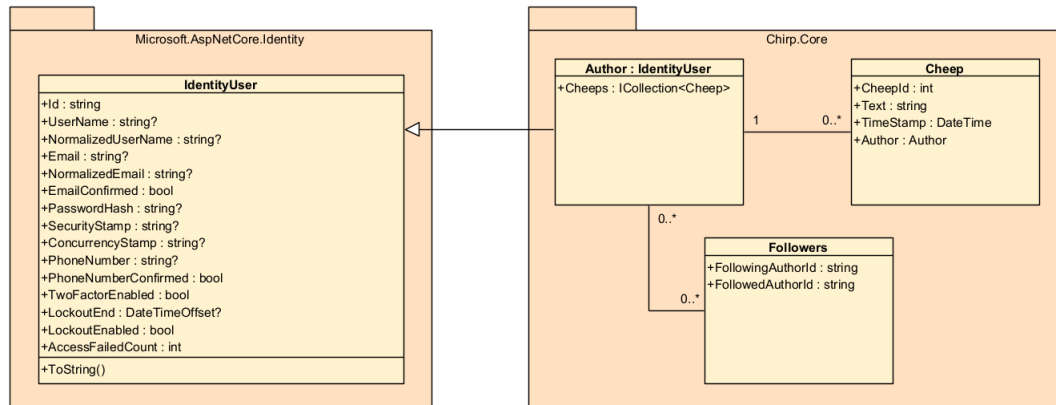 Microsoft.AspNetCore.Identity
IdentityUser
+Id : string
+UserName : string?
+NormalizedUserName : string?
+Email : string?
+NormalizedEmail : string?
+EmailConfirmed : bool
+PasswordHash : string?
+SecurityStamp : string?
+ConcurrencyStamp : string?
+PhoneNumber : string?
+PhoneNumberConfirmed : bool
+TwoFactorEnabled : bool
+LockoutEnd : DateTimeOffset?
+LockoutEnabled : bool
+AccessFailedCount : int
+ToString()
Chirp.Core
Author : IdentityUser
+Cheeps : ICollection<Cheep>
1
0..*
Cheep
+CheepId : int
+Text : string
+TimeStamp : DateTime
+Author : Author
0..*
0..*
Followers
+FollowingAuthorId : string
+FollowedAuthorId : string